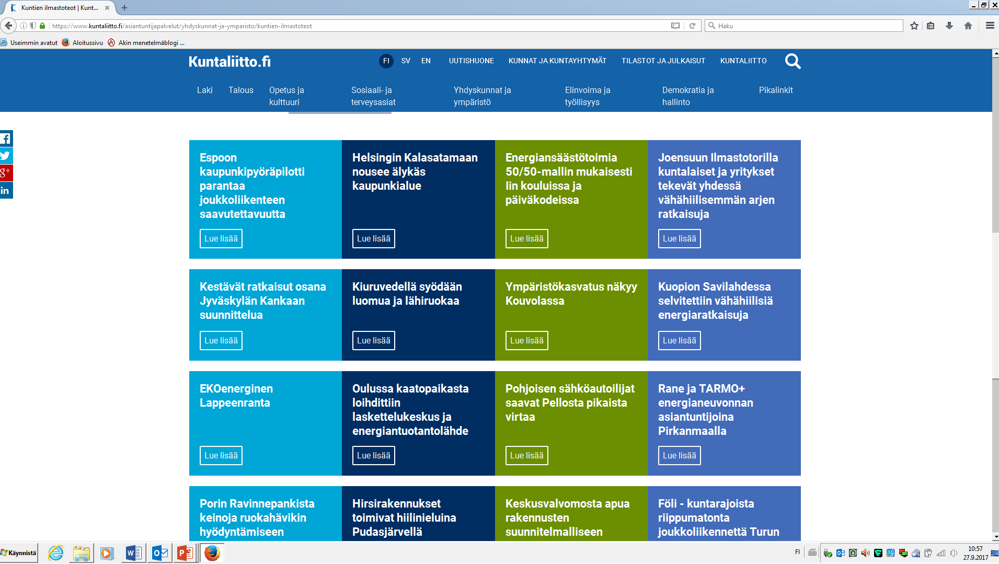 Kuntien ilmastoteot | Kunt...
https://www.kuntaliitto.fi/asiantuntijapalvelut/yhdyskunnat-ja-ymparisto/kuntien-ilmastoteot
Haku
Useimmin avatut
Aloitussivu
Akin menetelmäblogi ...
Kuntaliitto.fi
FI
SV
EN
UUTISHUONE
KUNNAT JA KUNTAYHTYMÄT
TILASTOT JA JULKAISUT
KUNTALIITTO
Laki
Talous
Opetus ja
kulttuuri
Sosiaali- ja
terveysasiat
Yhdyskunnat ja
ympäristö
Elinvoima ja
työllisyys
Demokratia ja
hallinto
Pikalinkit
g+
in
Espoon
kaupunkipyöräpilotti
parantaa
joukkoliikenteen
saavutettavuutta
Lue lisää
Helsingin Kalasatamaan
nousee älykäs
kaupunkialue
Lue lisää
Energiansäästötoimia
50/50-mallin mukaisesti
Iin kouluissa ja
päiväkodeissa
Lue lisää
Joensuun Ilmastotorilla
kuntalaiset ja yritykset
tekevät yhdessä
vähähiilisemmän arjen
ratkaisuja
Lue lisää
Kestävät ratkaisut osana
Jyväskylän Kankaan
suunnittelua
Lue lisää
Kiuruvedellä syödään
luomua ja lähiruokaa
Lue lisää
Ympäristökasvatus näkyy
Kouvolassa
Lue lisää
Kuopion Savilahdessa
selvitettiin vähähiilisiä
energiaratkaisuja
Lue lisää
EKOenerginen
Lappeenranta
Lue lisää
Oulussa kaatopaikasta
loihdittiin
laskettelukeskus ja
energiantuotantolähde
Lue lisää
Pohjoisen sähköautoilijat
saavat Pellosta pikaista
virtaa
Lue lisää
Rane ja TARMO+
energianeuvonnan
asiantuntijoina
Pirkanmaalla
Lue lisää
Porin Ravinnepankista
keinoja ruokahävikin
hyödyntämiseen
Hirsirakennukset
toimivat hiilinieluina
Pudasjärvellä
Keskusvalvomosta apua
rakennusten
suunnitelmalliseen
Föli - kuntarajoista
riippumatonta
joukkoliikennettä Turun
Käynnistä
FI
10:57
27.9.2017